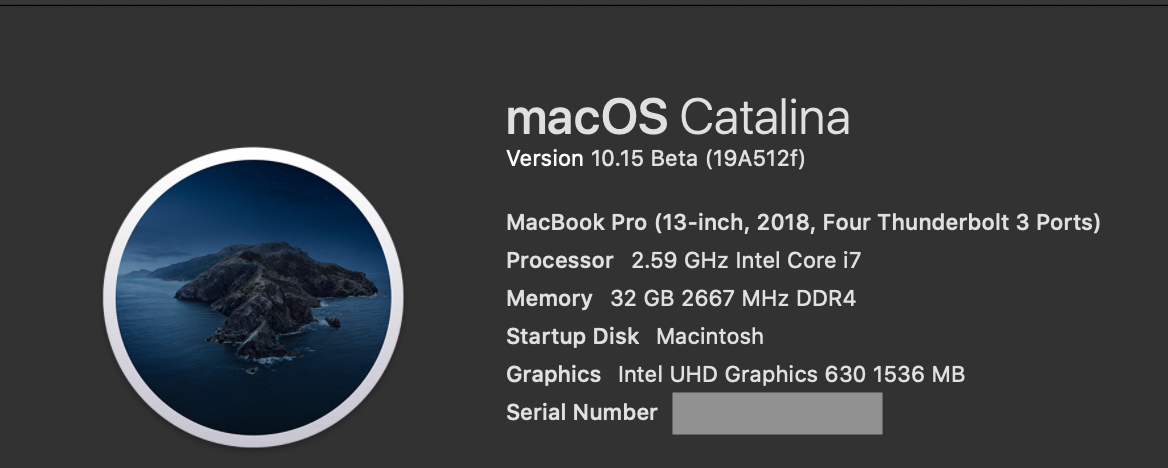 macOS Catalina
Version 10.15 Beta (19A512f)
MacBook Pro (13-inch, 2018, Four Thunderbolt 3 Ports)
Processor 2.59 GHz Intel Core i7
Memory 32 GB 2667 MHz DDR4
Startup Disk Macintosh
Graphics Intel UHD Graphics 630 1536 MB
Serial Number